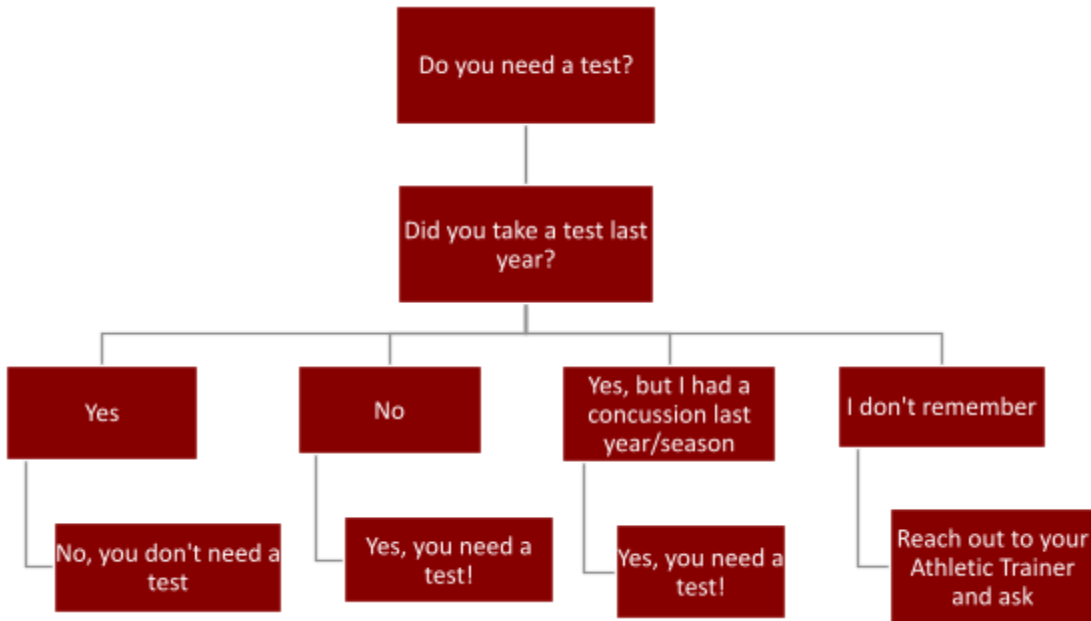 Do you need a test?
Did you take a test last
year?
Yes
No
Yes, but I had a
concussion last
year/season
I don't remember
No, you don't need a
test
Yes, you need a
test!
Yes, you need a
test!
Reach out to your
Athletic Trainer
and ask